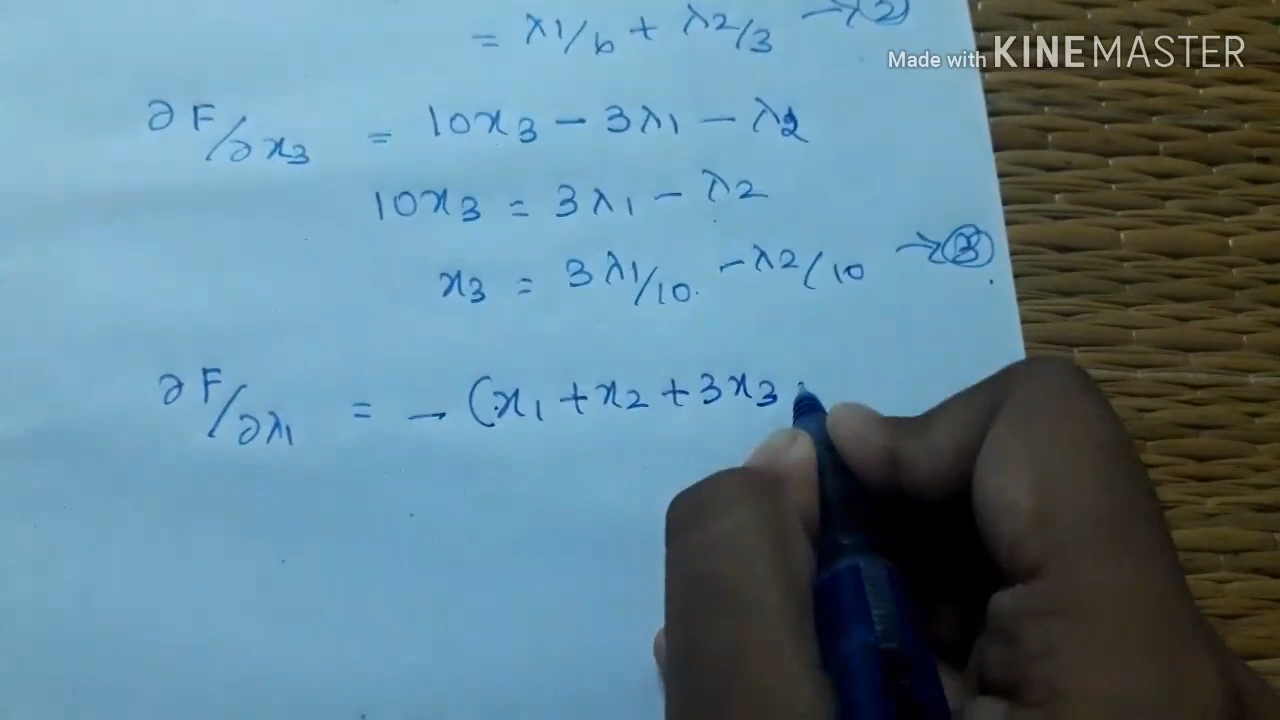 = λ1/6 + λ2/3 → 2
Made with KINEMASTER
∂F/∂x3 = 10x3 - 3λ1 - λ2
10x3 = 3λ1 - λ2
x3 = 3λ1/10 - λ2/10 → 3
∂F/∂λ1 = - (x1 + x2 + 3x3